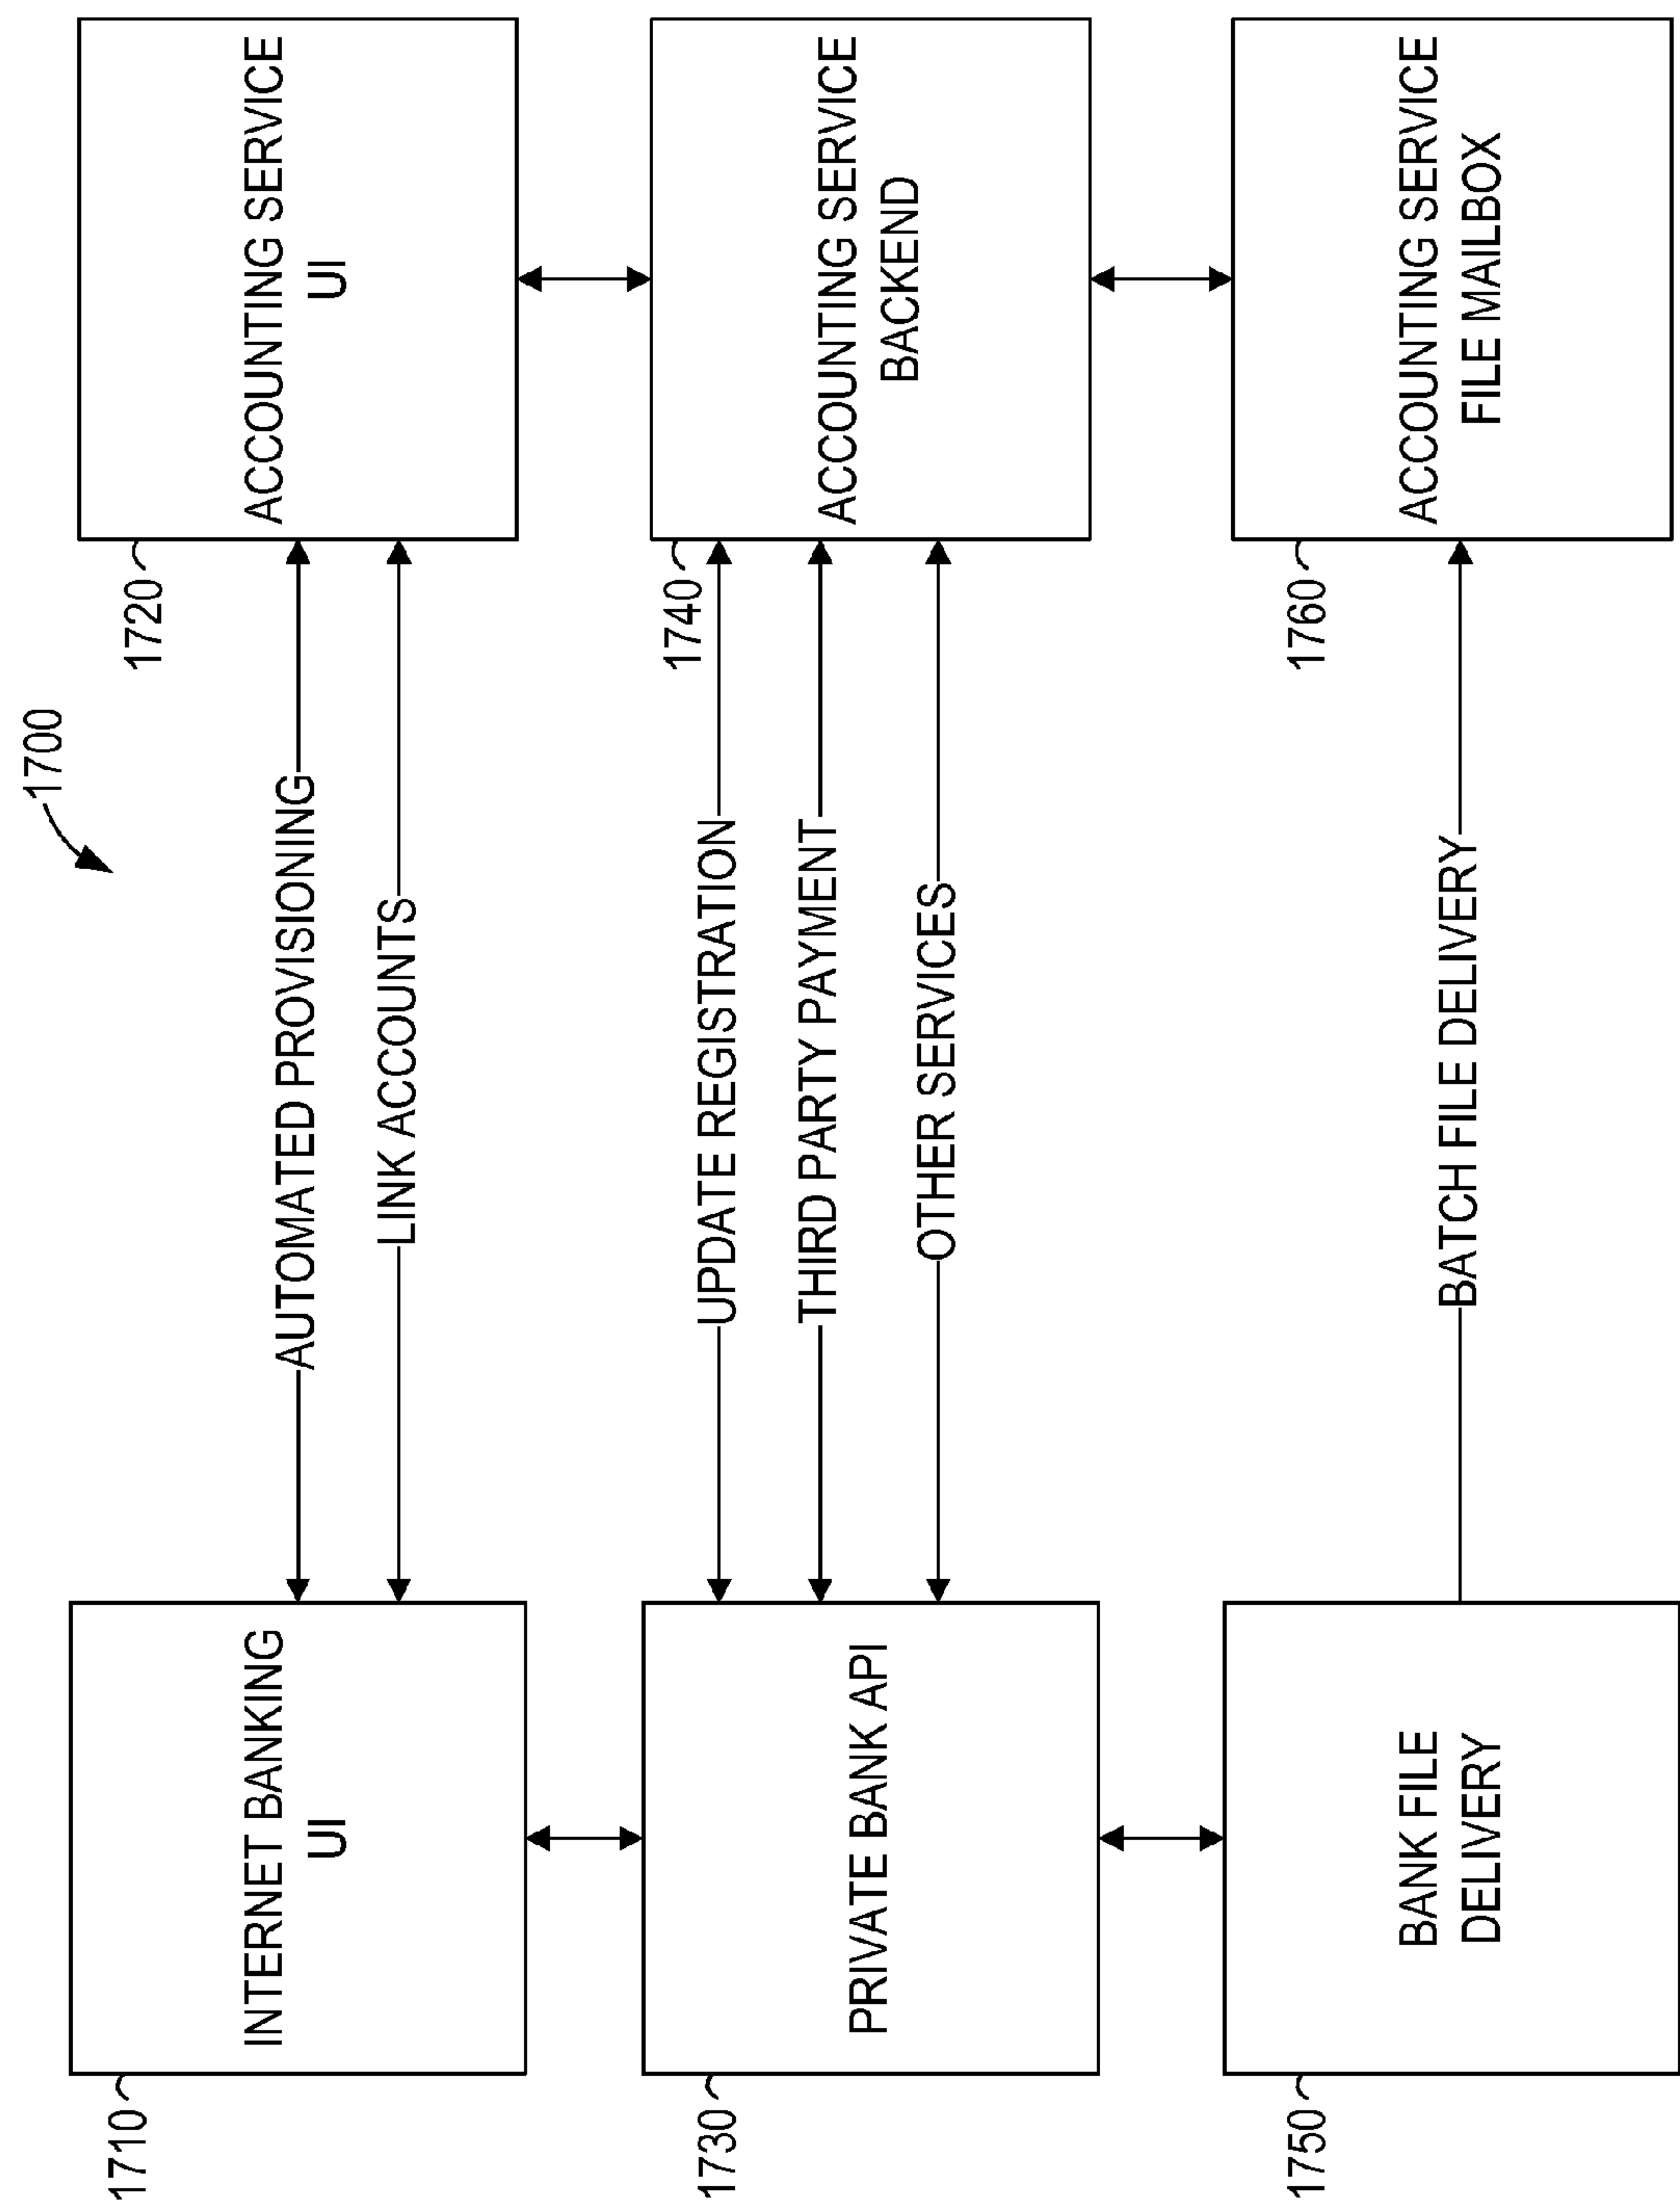 1700
1710
INTERNET BANKING
UI
AUTOMATED PROVISIONING
LINK ACCOUNTS
1720
ACCOUNTING SERVICE
UI
1730
PRIVATE BANK API
UPDATE REGISTRATION
THIRD PARTY PAYMENT
OTHER SERVICES
1740
ACCOUNTING SERVICE
BACKEND
1750
BANK FILE
DELIVERY
BATCH FILE DELIVERY
1760
ACCOUNTING SERVICE
FILE MAILBOX